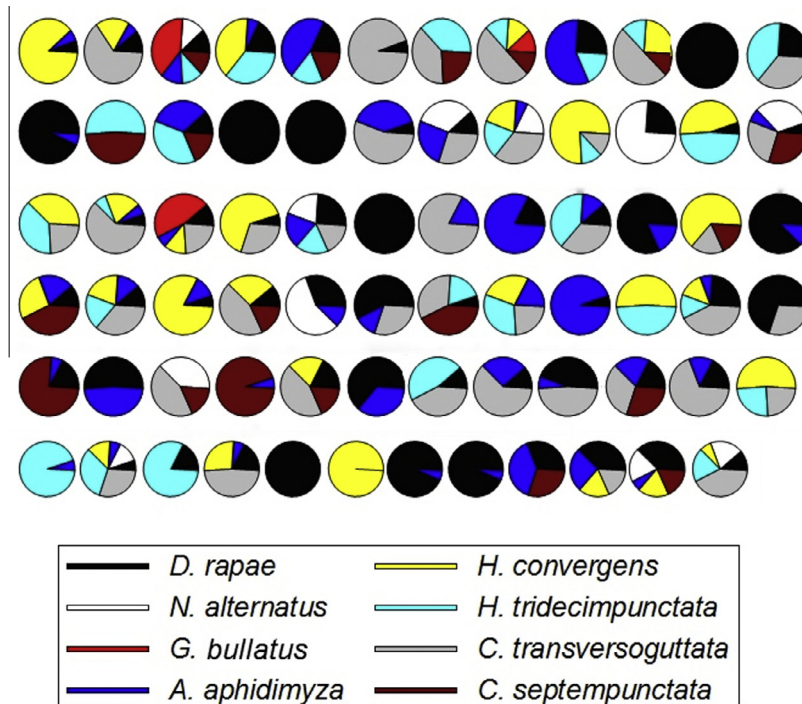 D. rapae
H. convergens
N. alternatus
H. tridecimpunctata
G. bullatus
C. transversoguttata
A. aphidimyza
C. septempunctata